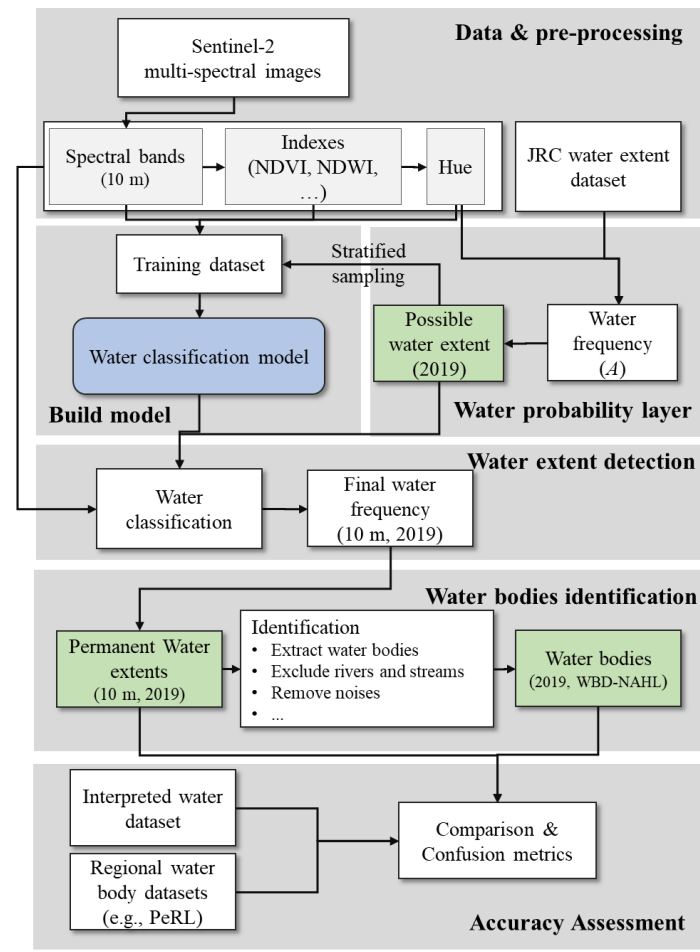 Data & pre-processing
Sentinel-2
multi-spectral images
Spectral bands
(10 m)
Indexes
(NDVI, NDWI,
…)
Hue
JRC water extent
dataset
Training dataset
Stratified
sampling
Possible
water extent
(2019)
Water
frequency
(A)
Water classification model
Build model
Water probability layer
Water extent detection
Water
classification
Final water
frequency
(10 m, 2019)
Water bodies identification
Permanent Water
extents
(10 m, 2019)
Identification
• Extract water bodies
• Exclude rivers and streams
• Remove noises
• ...
Water bodies
(2019, WBD-NAHL)
Interpreted water
dataset
Regional water
body datasets
(e.g., PeRL)
Comparison &
Confusion metrics
Accuracy Assessment